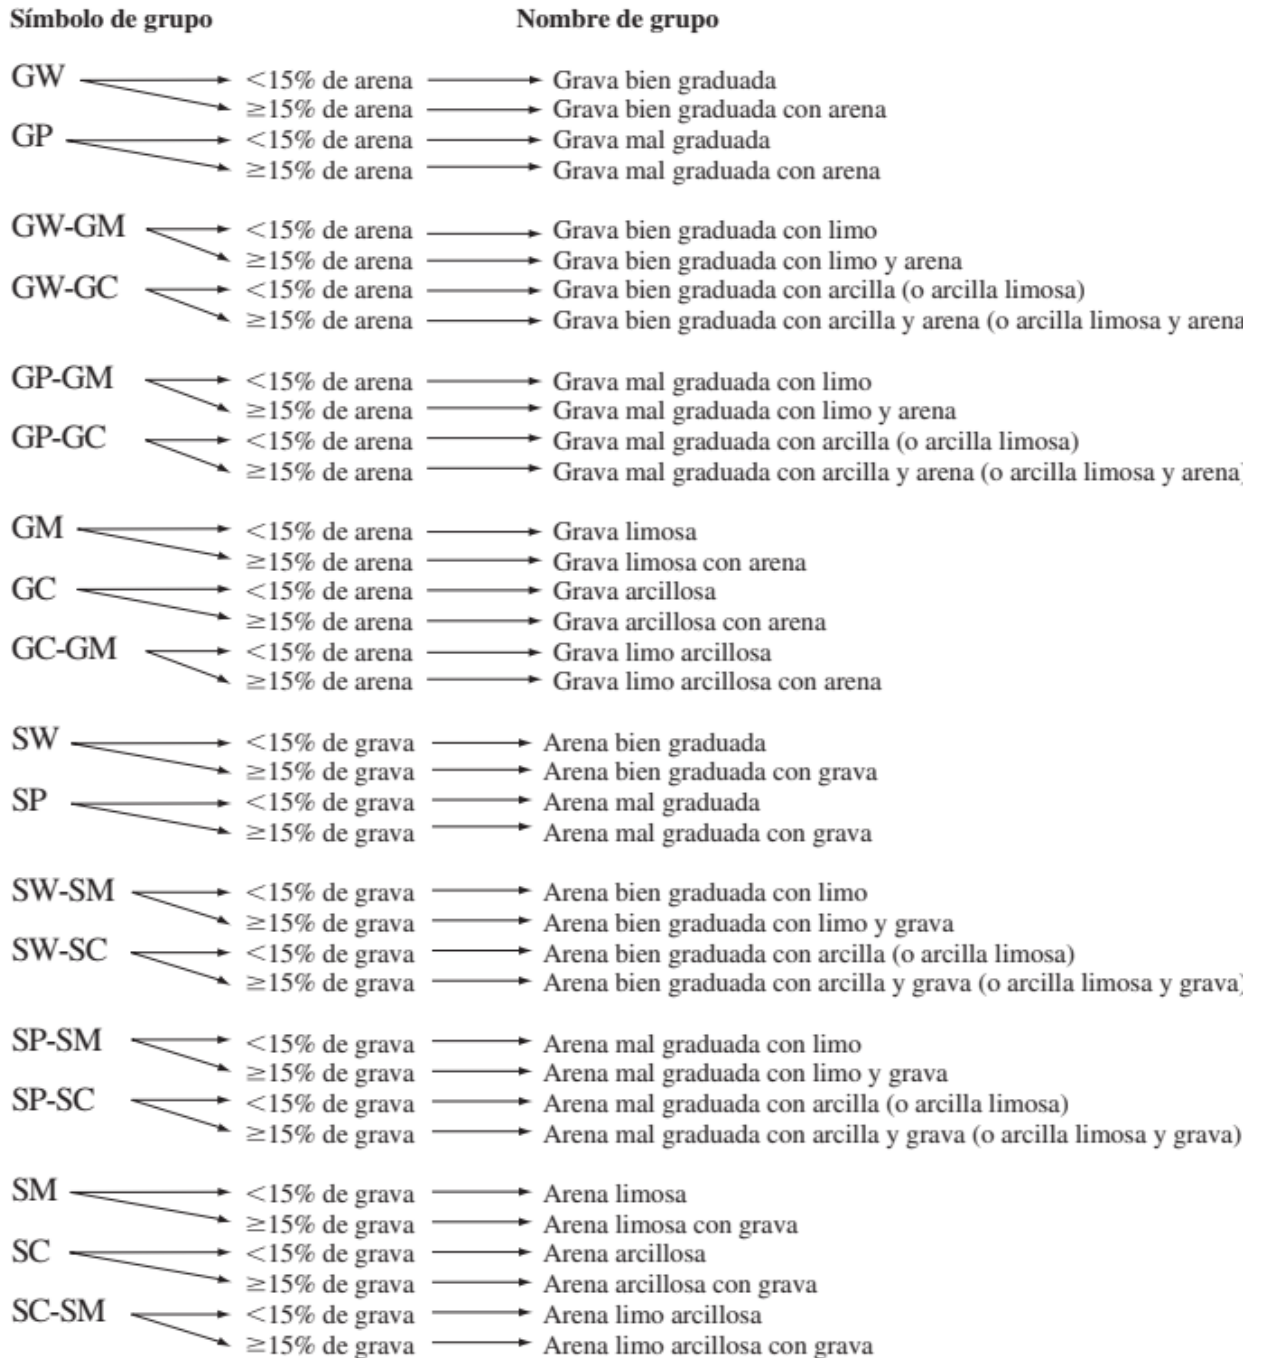 Símbolo de grupo Nombre de grupo
GW <15% de arena Grava bien graduada
≥15% de arena Grava bien graduada con arena
GP <15% de arena Grava mal graduada
≥15% de arena Grava mal graduada con arena
GW-GM <15% de arena Grava bien graduada con limo
≥15% de arena Grava bien graduada con limo y arena
GW-GC <15% de arena Grava bien graduada con arcilla (o arcilla limosa)
≥15% de arena Grava bien graduada con arcilla y arena (o arcilla limosa y arena
GP-GM <15% de arena Grava mal graduada con limo
≥15% de arena Grava mal graduada con limo y arena
GP-GC <15% de arena Grava mal graduada con arcilla (o arcilla limosa)
≥15% de arena Grava mal graduada con arcilla y arena (o arcilla limosa y arena)
GM <15% de arena Grava limosa
≥15% de arena Grava limosa con arena
GC <15% de arena Grava arcillosa
≥15% de arena Grava arcillosa con arena
GC-GM <15% de arena Grava limo arcillosa
≥15% de arena Grava limo arcillosa con arena
SW <15% de grava Arena bien graduada
≥15% de grava Arena bien graduada con grava
SP <15% de grava Arena mal graduada
≥15% de grava Arena mal graduada con grava
SW-SM <15% de grava Arena bien graduada con limo
≥15% de grava Arena bien graduada con limo y grava
SW-SC <15% de grava Arena bien graduada con arcilla (o arcilla limosa)
≥15% de grava Arena bien graduada con arcilla y grava (o arcilla limosa y grava)
SP-SM <15% de grava Arena mal graduada con limo
≥15% de grava Arena mal graduada con limo y grava
SP-SC <15% de grava Arena mal graduada con arcilla (o arcilla limosa)
≥15% de grava Arena mal graduada con arcilla y grava (o arcilla limosa y grava)
SM <15% de grava Arena limosa
≥15% de grava Arena limosa con grava
SC <15% de grava Arena arcillosa
≥15% de grava Arena arcillosa con grava
SC-SM <15% de grava Arena limo arcillosa
≥15% de grava Arena limo arcillosa con grava